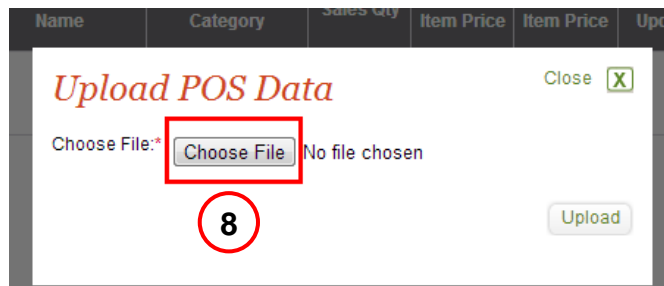 Name Category Sales Qty Item Price Item Price
Upload POS Data Close X
Choose File:* Choose File No file chosen
8
Upload